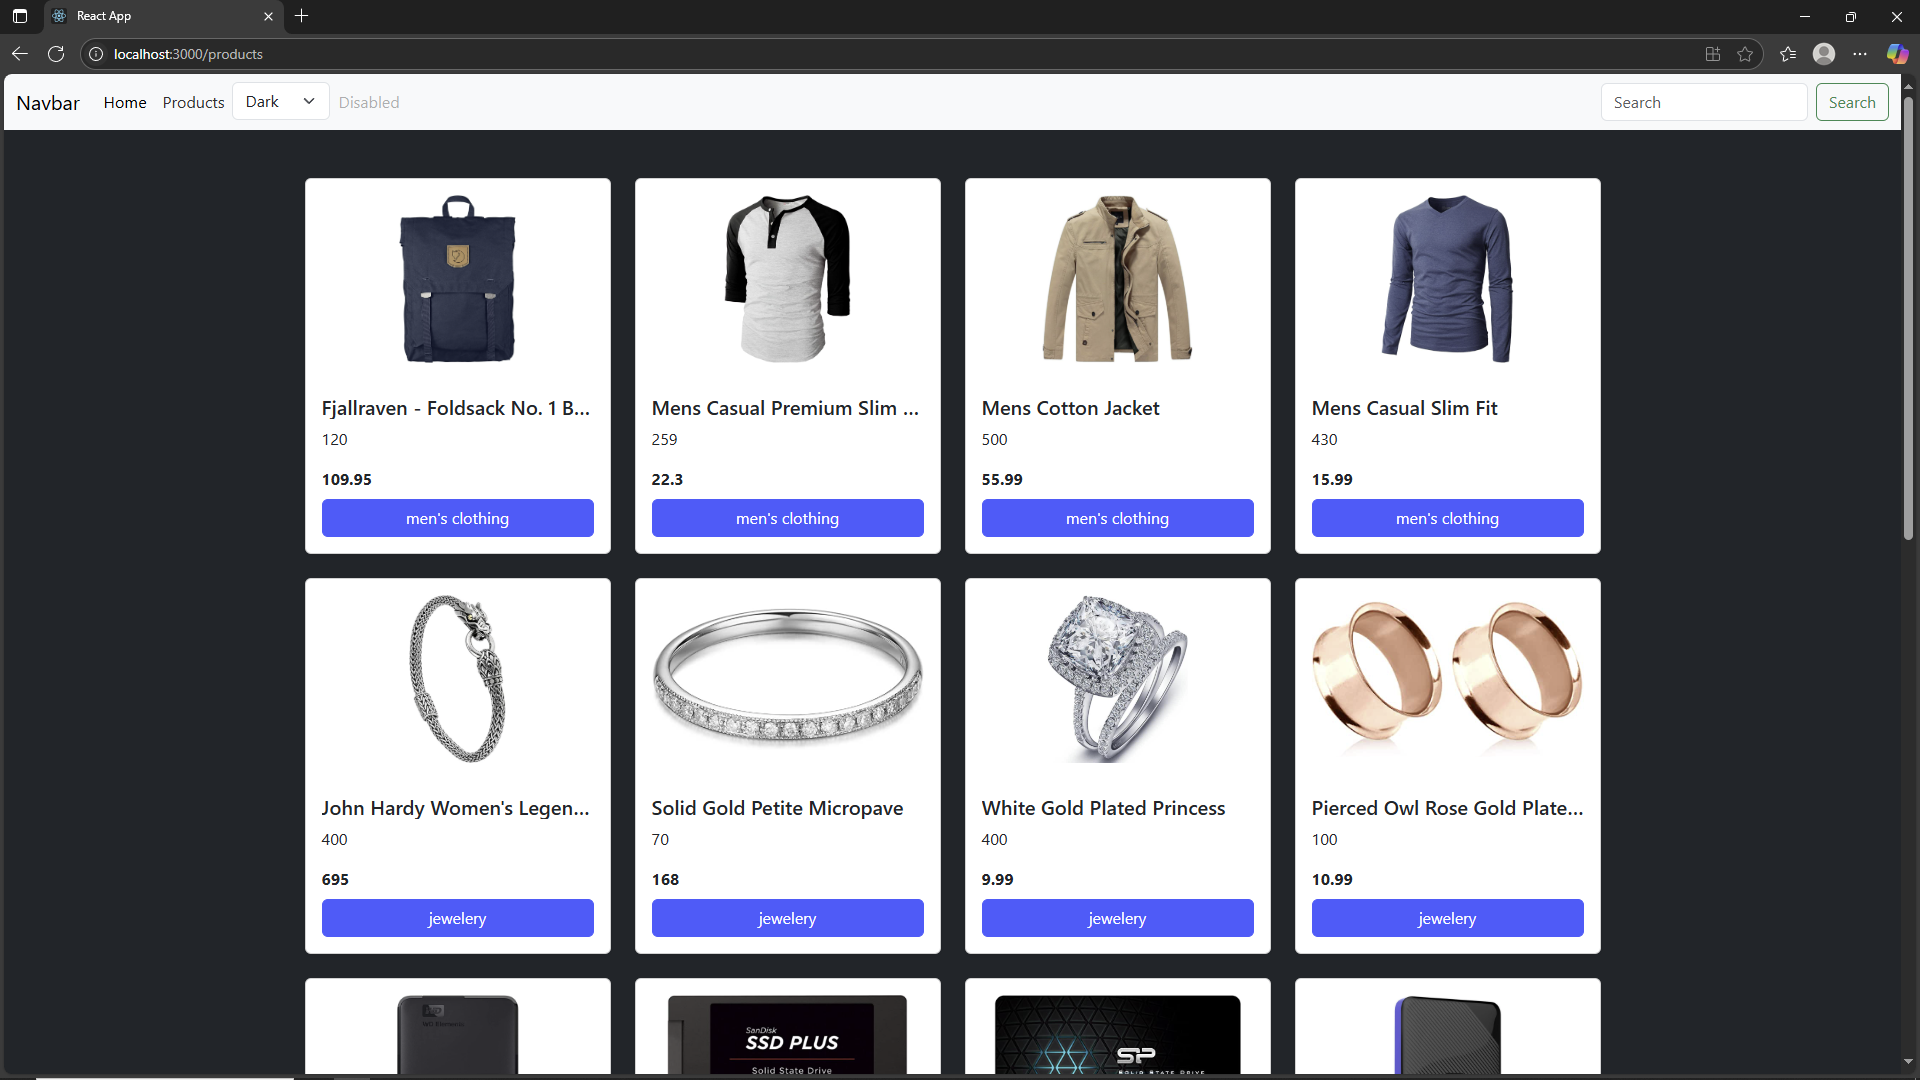 React App
localhost:3000/products
Navbar Home Products Dark Disabled Search Search
Fjallraven - Foldsack No. 1 B...
120
109.95
men's clothing
Mens Casual Premium Slim ...
259
22.3
men's clothing
Mens Cotton Jacket
500
55.99
men's clothing
Mens Casual Slim Fit
430
15.99
men's clothing
John Hardy Women's Legen...
400
695
jewelery
Solid Gold Petite Micropave
70
168
jewelery
White Gold Plated Princess
400
9.99
jewelery
Pierced Owl Rose Gold Plate...
100
10.99
jewelery
WD
SanDisk
SSD PLUS
Solid State Drive
SP